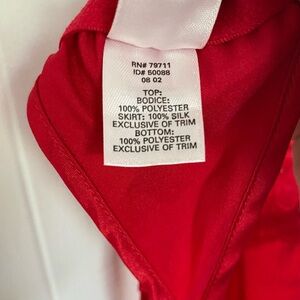 RN# 79711
ID# 50088
08 02
TOP:
BODICE:
100% POLYESTER
SKIRT: 100% SILK
EXCLUSIVE OF TRIM
BOTTOM:
100% POLYESTER
EXCLUSIVE OF TRIM